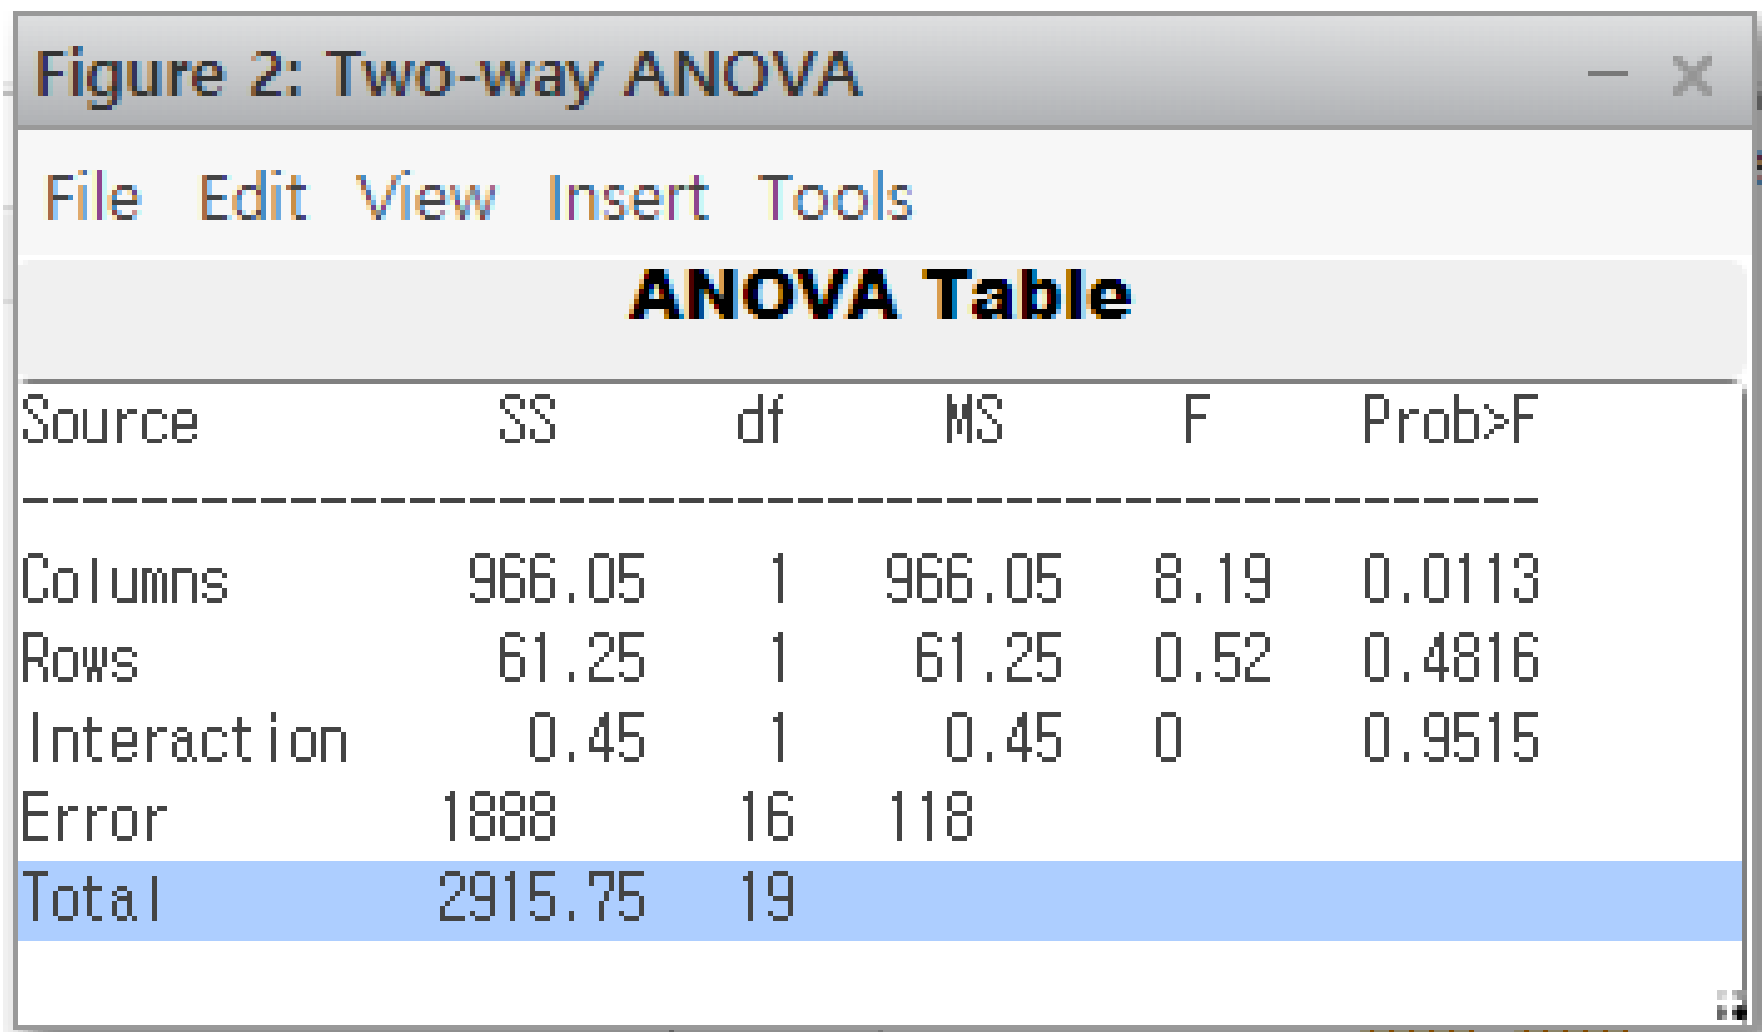 Figure 2: Two-way ANOVA
File Edit View Insert Tools
ANOVA Table
Source SS df MS F Prob>F
---------------------------------------------------
Columns 966.05 1 966.05 8.19 0.0113
Rows 61.25 1 61.25 0.52 0.4816
Interaction 0.45 1 0.45 0 0.9515
Error 1888 16 118
Total 2915.75 19